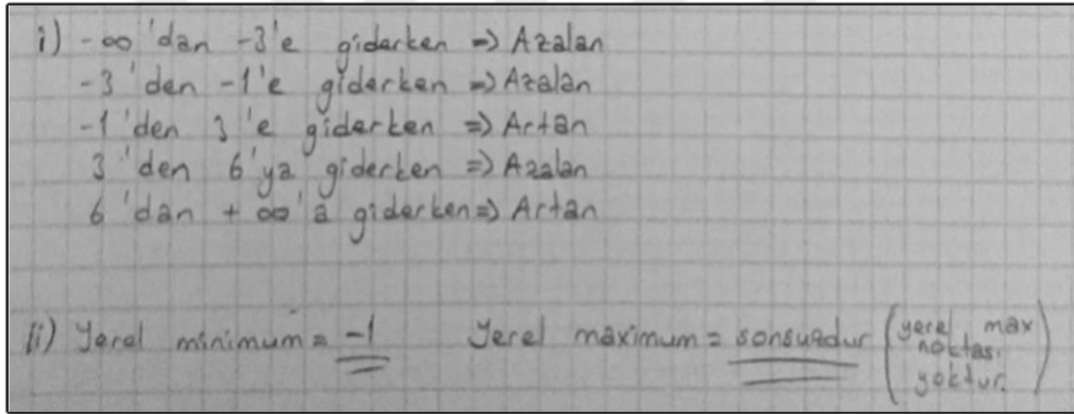 i) -∞'dan -3'e giderken => Azalan
-3'den -1'e giderken => Azalan
-1'den 3'e giderken => Artan
3'den 6'ya giderken => Azalan
6'dan +∞'a giderken => Artan
ii) Yerel minimum = -1 Yerel maximum = sonsuzdur (yerel max noktası yoktur.)